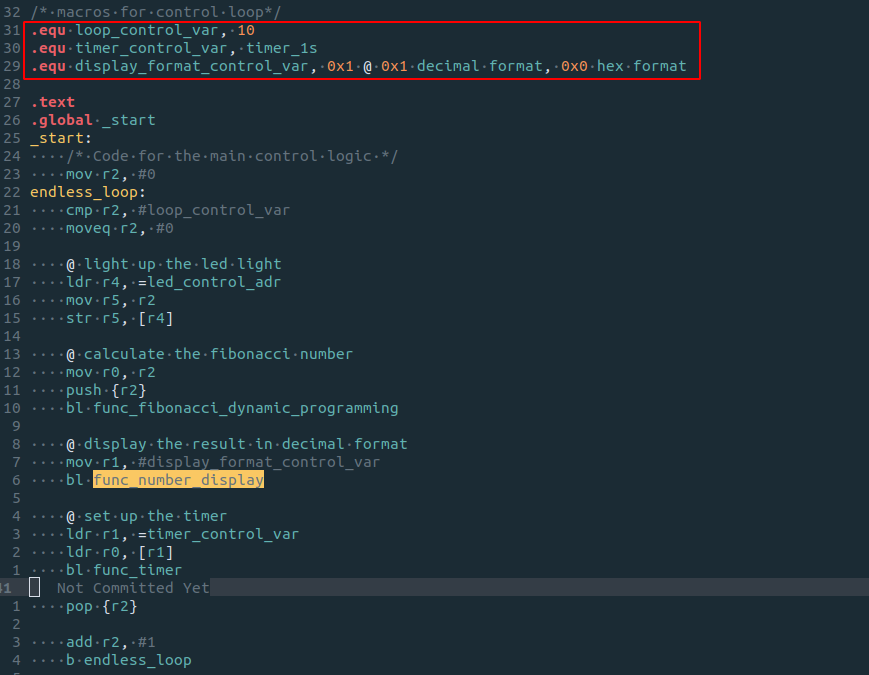 32 /* macros for control loop*/
31 .equ loop_control_var, 10
30 .equ timer_control_var, timer_1s
29 .equ display_format_control_var, 0x1 @ 0x1 decimal format, 0x0 hex format
28
27 .text
26 .global _start
25 _start:
24 ····/* Code for the main control logic */
23 ····mov r2, #0
22 endless_loop:
21 ····cmp r2, #loop_control_var
20 ····moveq r2, #0
19
18 ····@ light up the led light
17 ····ldr r4, =led_control_adr
16 ····mov r5, r2
15 ····str r5, [r4]
14
13 ····@ calculate the fibonacci number
12 ····mov r0, r2
11 ····push {r2}
10 ····bl func_fibonacci_dynamic_programming
9
8 ····@ display the result in decimal format
7 ····mov r1, #display_format_control_var
6 ····bl func_number_display
5
4 ····@ set up the timer
3 ····ldr r1, =timer_control_var
2 ····ldr r0, [r1]
1 ····bl func_timer
41 Not Committed Yet
1 ····pop {r2}
2
3 ····add r2, #1
4 ····b endless_loop